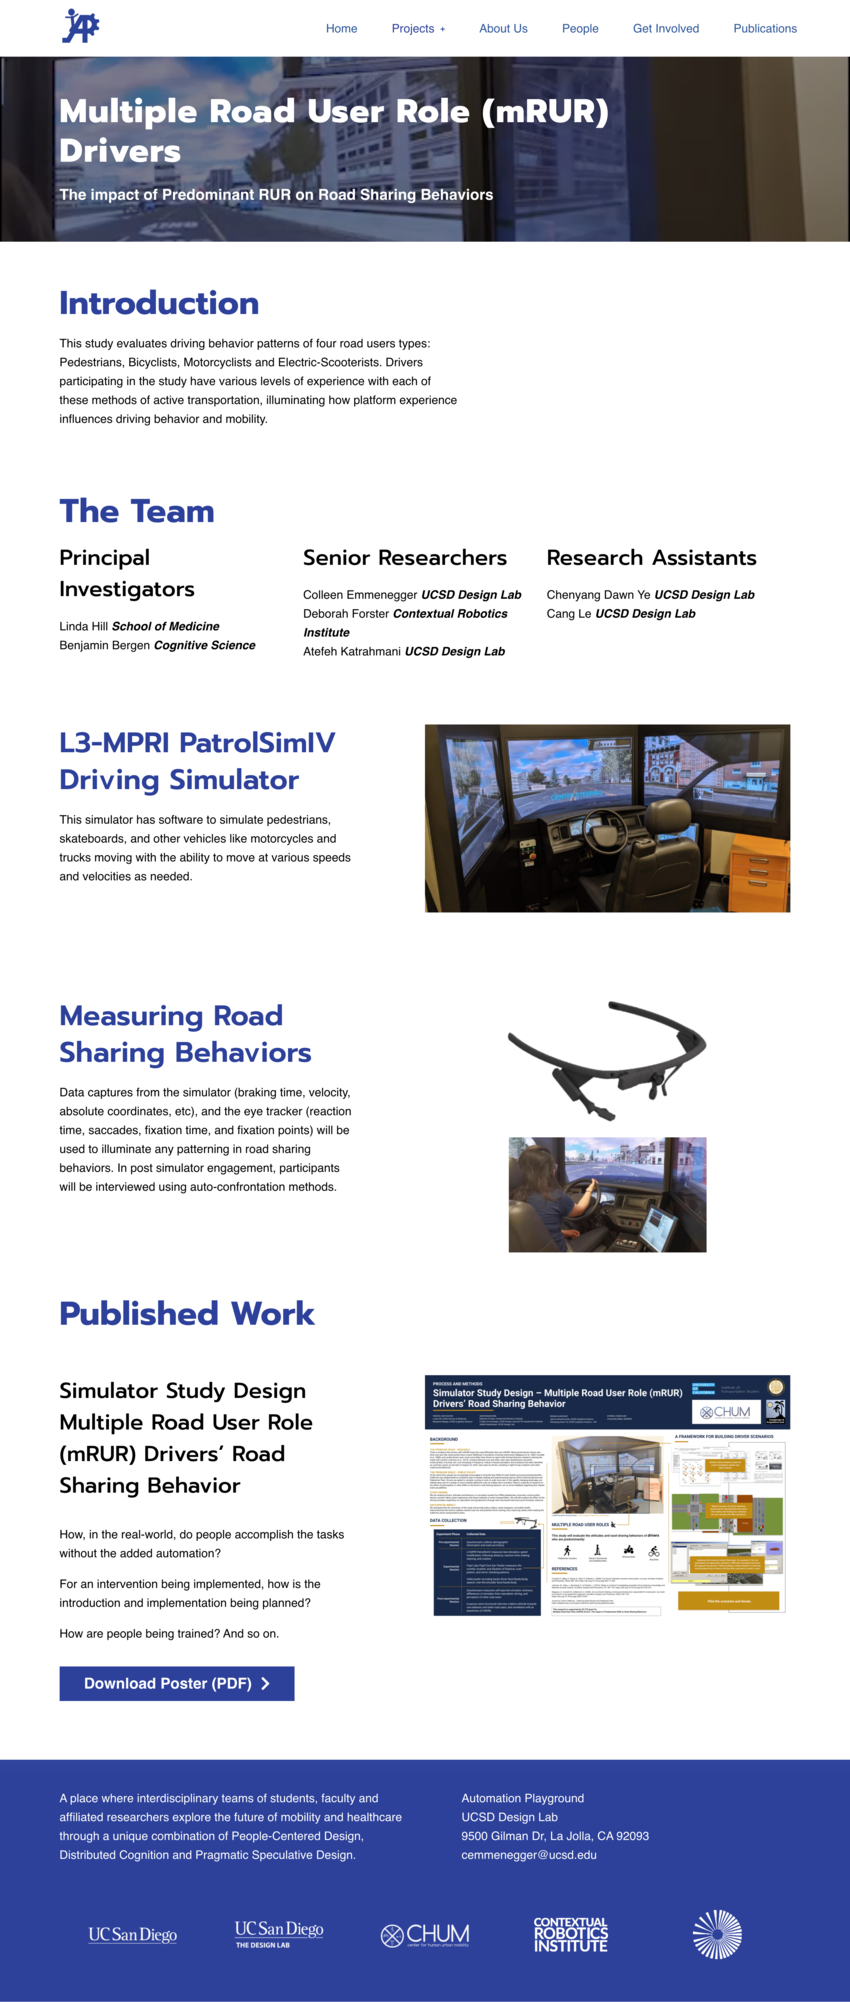 Home Projects + About Us People Get Involved Publications
Multiple Road User Role (mRUR)
Drivers
The impact of Predominant RUR on Road Sharing Behaviors
Introduction
This study evaluates driving behavior patterns of four road users types:
Pedestrians, Bicyclists, Motorcyclists and Electric-Scooterists. Drivers
participating in the study have various levels of experience with each of
these methods of active transportation, illuminating how platform experience
influences driving behavior and mobility.
The Team
Principal
Investigators
Linda Hill School of Medicine
Benjamin Bergen Cognitive Science
Senior Researchers
Colleen Emmenegger UCSD Design Lab
Deborah Forster Contextual Robotics
Institute
Atefeh Katrahmani UCSD Design Lab
Research Assistants
Chenyang Dawn Ye UCSD Design Lab
Cang Le UCSD Design Lab
L3-MPRI PatrolSimIV
Driving Simulator
This simulator has software to simulate pedestrians,
skateboards, and other vehicles like motorcycles and
trucks moving with the ability to move at various speeds
and velocities as needed.
Measuring Road
Sharing Behaviors
Data captures from the simulator (braking time, velocity,
absolute coordinates, etc), and the eye tracker (reaction
time, saccades, fixation time, and fixation points) will be
used to illuminate any patterning in road sharing
behaviors. In post simulator engagement, participants
will be interviewed using auto-confrontation methods.
Published Work
Simulator Study Design
Multiple Road User Role
(mRUR) Drivers’ Road
Sharing Behavior
How, in the real-world, do people accomplish the tasks
without the added automation?
For an intervention being implemented, how is the
introduction and implementation being planned?
How are people being trained? And so on.
Download Poster (PDF)
PROCESS AND METHODS
Simulator Study Design – Multiple Road User Role (mRUR)
Drivers’ Road Sharing Behavior
CHUM
BACKGROUND
DATA COLLECTION
MULTIPLE ROAD USER ROLES
REFERENCES
A FRAMEWORK FOR BUILDING DRIVER SCENARIOS
A place where interdisciplinary teams of students, faculty and
affiliated researchers explore the future of mobility and healthcare
through a unique combination of People-Centered Design,
Distributed Cognition and Pragmatic Speculative Design.
Automation Playground
UCSD Design Lab
9500 Gilman Dr, La Jolla, CA 92093
cemmenegger@ucsd.edu
UC San Diego
UC San Diego
THE DESIGN LAB
CHUM
center for human urban mobility
CONTEXTUAL
ROBOTICS
INSTITUTE